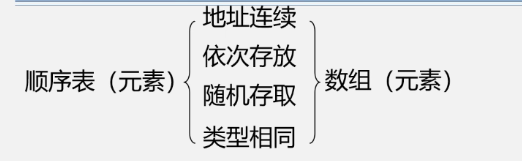 地址连续
依次存放
顺序表（元素） 数组（元素）
随机存取
类型相同